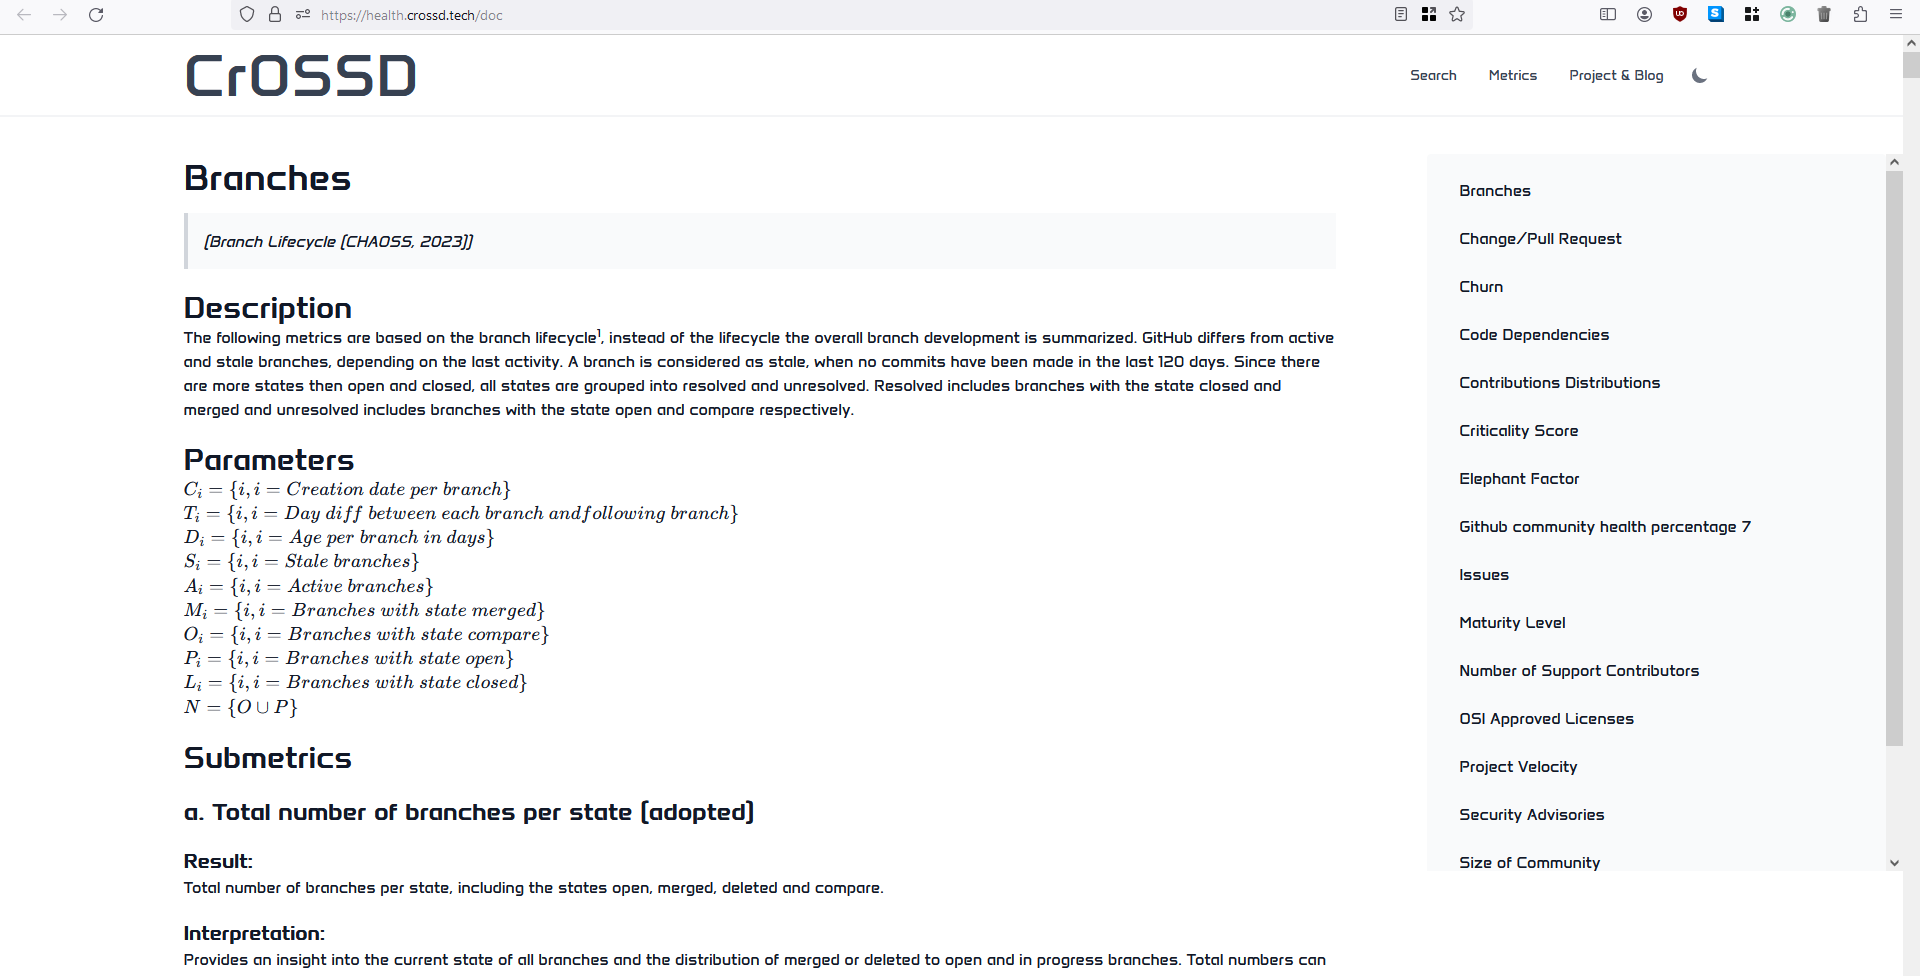 https://health.crossd.tech/doc
CrOSSD
Search
Metrics
Project & Blog
Branches
(Branch Lifecycle (CHAOSS, 2023))
Description
The following metrics are based on the branch lifecycle¹, instead of the lifecycle the overall branch development is summarized. GitHub differs from active
and stale branches, depending on the last activity. A branch is considered as stale, when no commits have been made in the last 120 days. Since there
are more states then open and closed, all states are grouped into resolved and unresolved. Resolved includes branches with the state closed and
merged and unresolved includes branches with the state open and compare respectively.
Parameters
C_i = {i, i = Creation date per branch}
T_i = {i, i = Day diff between each branch andfollowing branch}
D_i = {i, i = Age per branch in days}
S_i = {i, i = Stale branches}
A_i = {i, i = Active branches}
M_i = {i, i = Branches with state merged}
O_i = {i, i = Branches with state compare}
P_i = {i, i = Branches with state open}
L_i = {i, i = Branches with state closed}
N = {O ∪ P}
Submetrics
a. Total number of branches per state (adopted)
Result:
Total number of branches per state, including the states open, merged, deleted and compare.
Interpretation:
Provides an insight into the current state of all branches and the distribution of merged or deleted to open and in progress branches. Total numbers can
Branches
Change/Pull Request
Churn
Code Dependencies
Contributions Distributions
Criticality Score
Elephant Factor
Github community health percentage 7
Issues
Maturity Level
Number of Support Contributors
OSI Approved Licenses
Project Velocity
Security Advisories
Size of Community